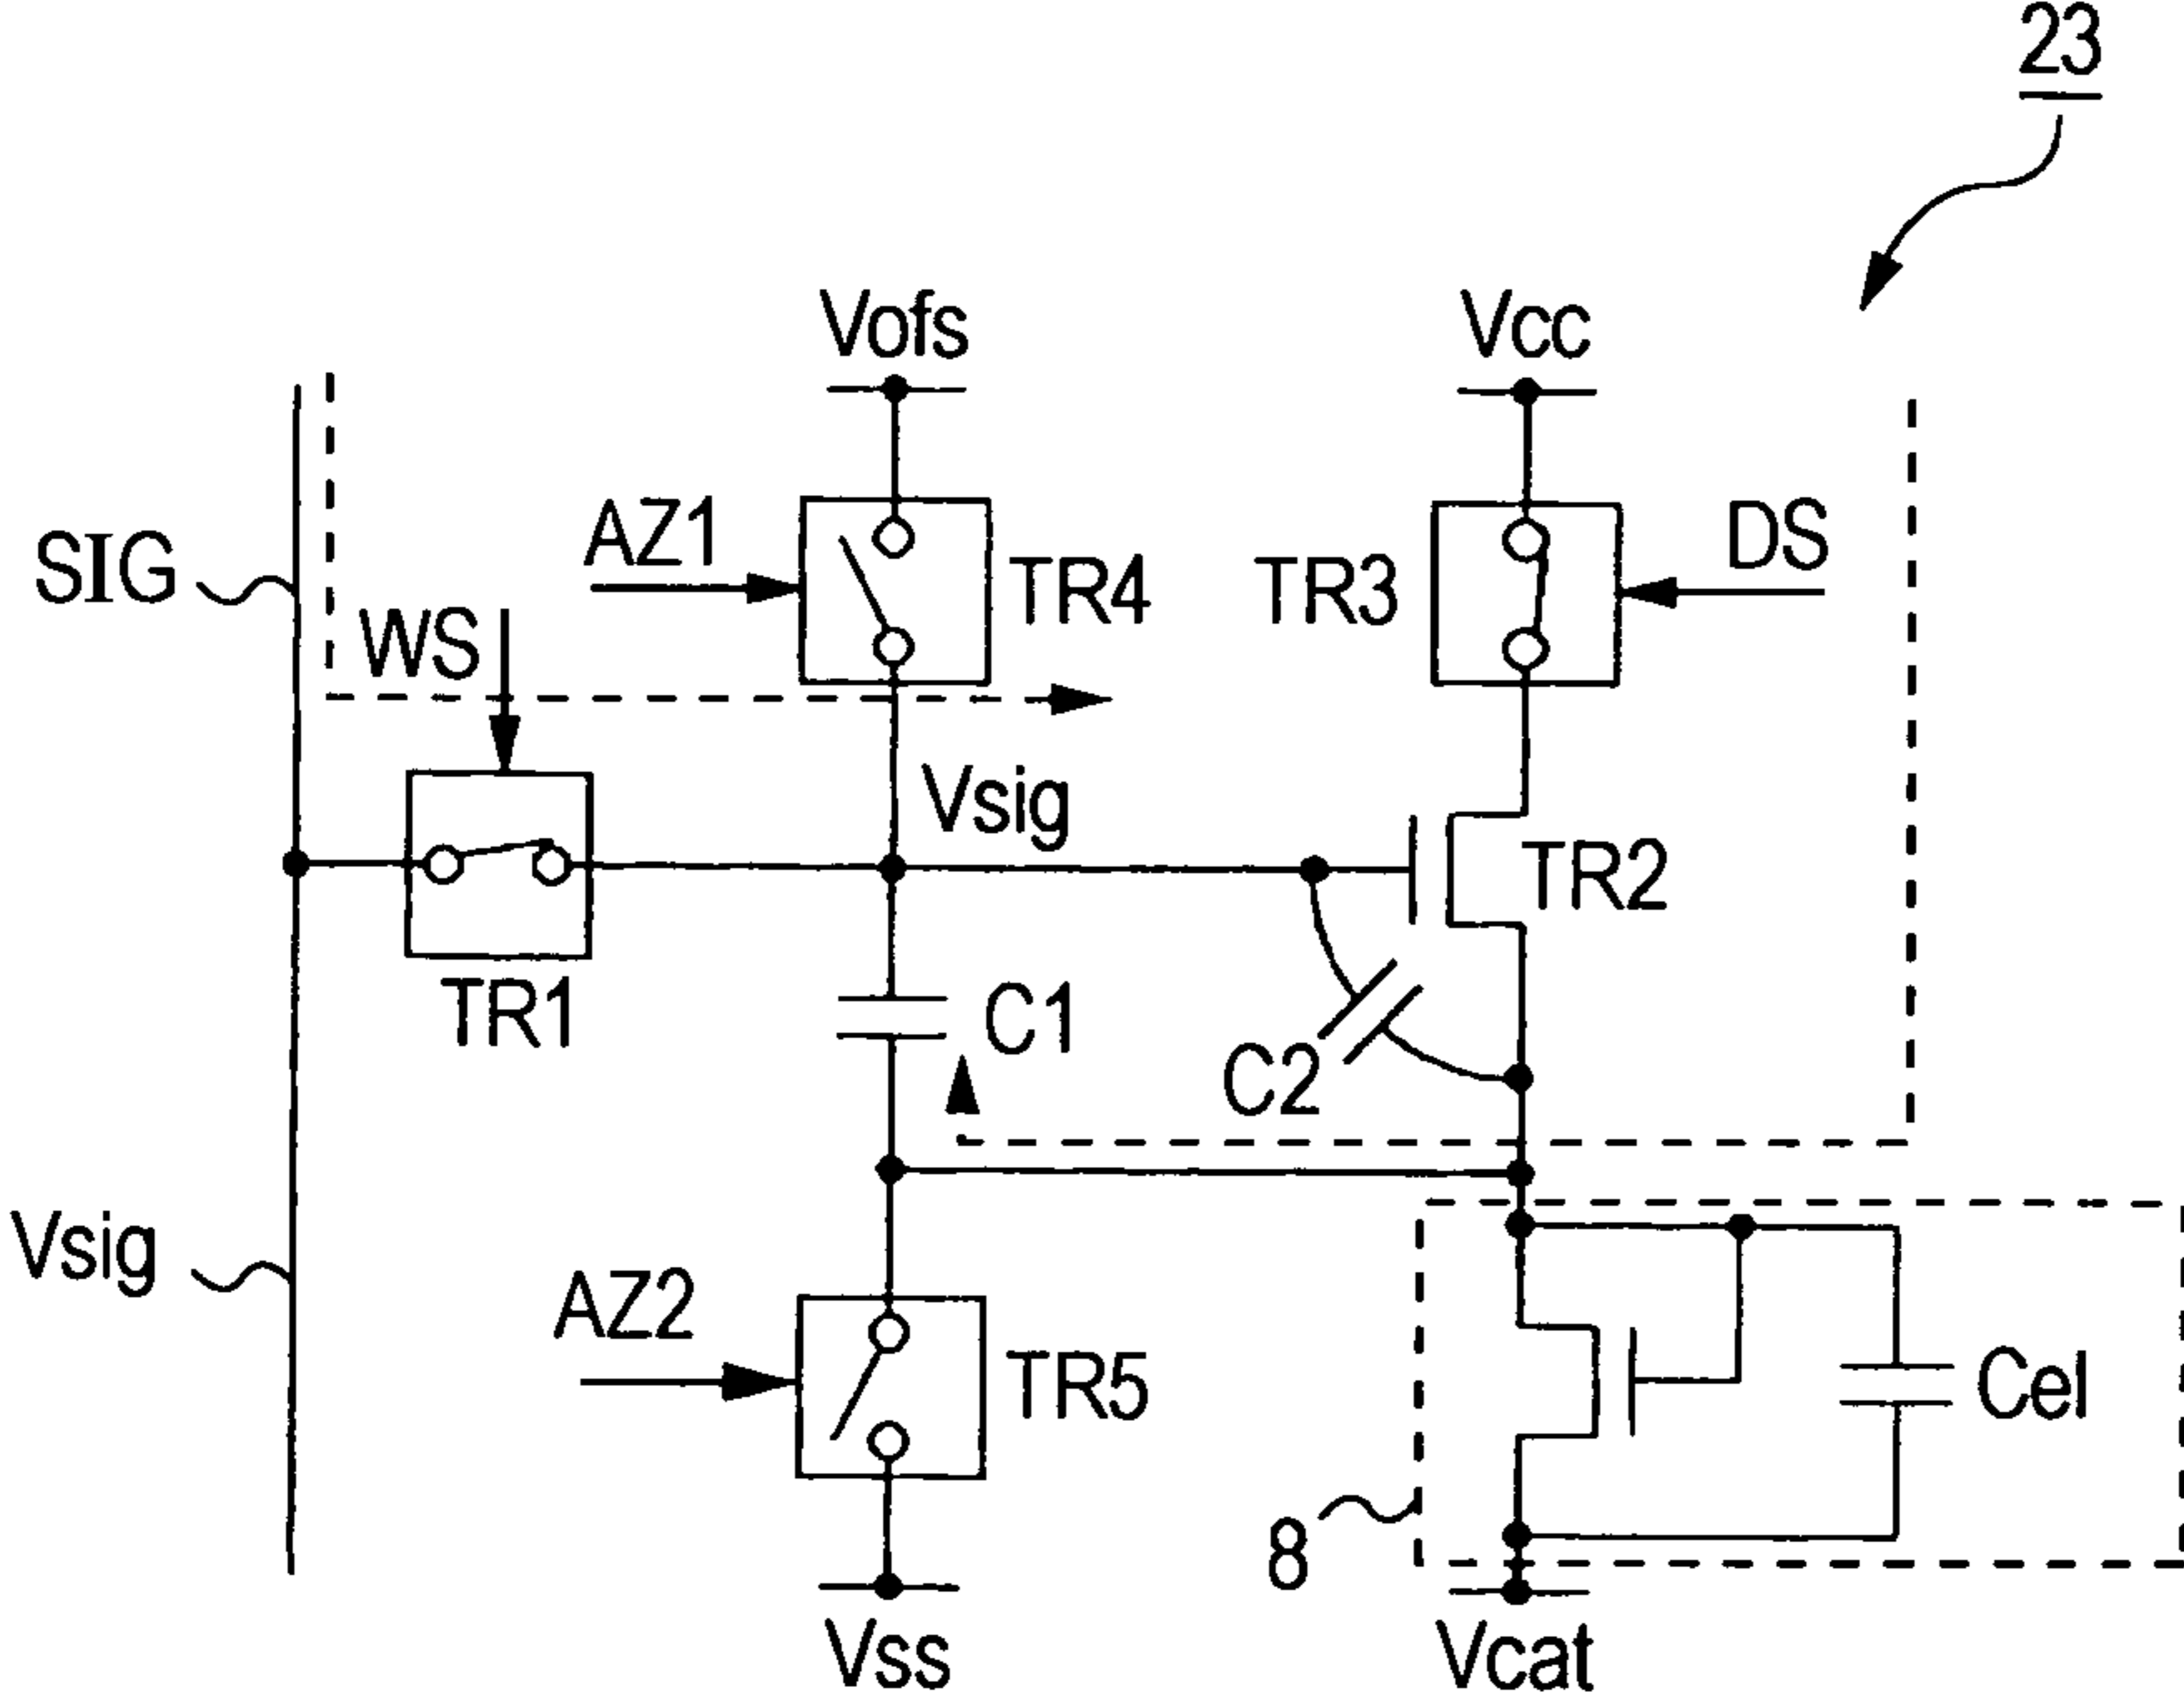 23
Vofs
Vcc
AZ1
DS
SIG
TR4
TR3
WS
Vsig
TR2
TR1
C1
C2
Vsig
AZ2
TR5
Cel
8
Vss
Vcat